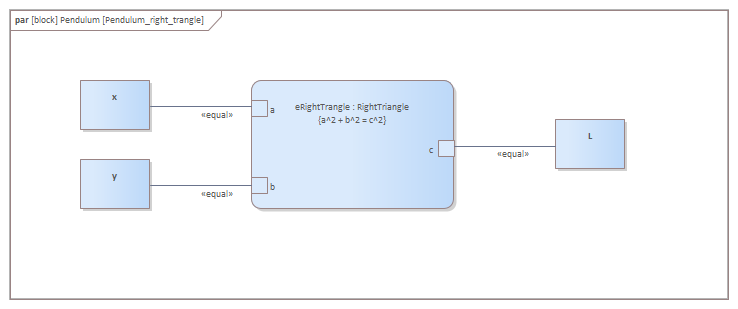 par [block] Pendulum [Pendulum_right_trangle]
x
«equal»
a
eRightTrangle : RightTriangle
{a^2 + b^2 = c^2}
c
«equal»
L
y
«equal»
b